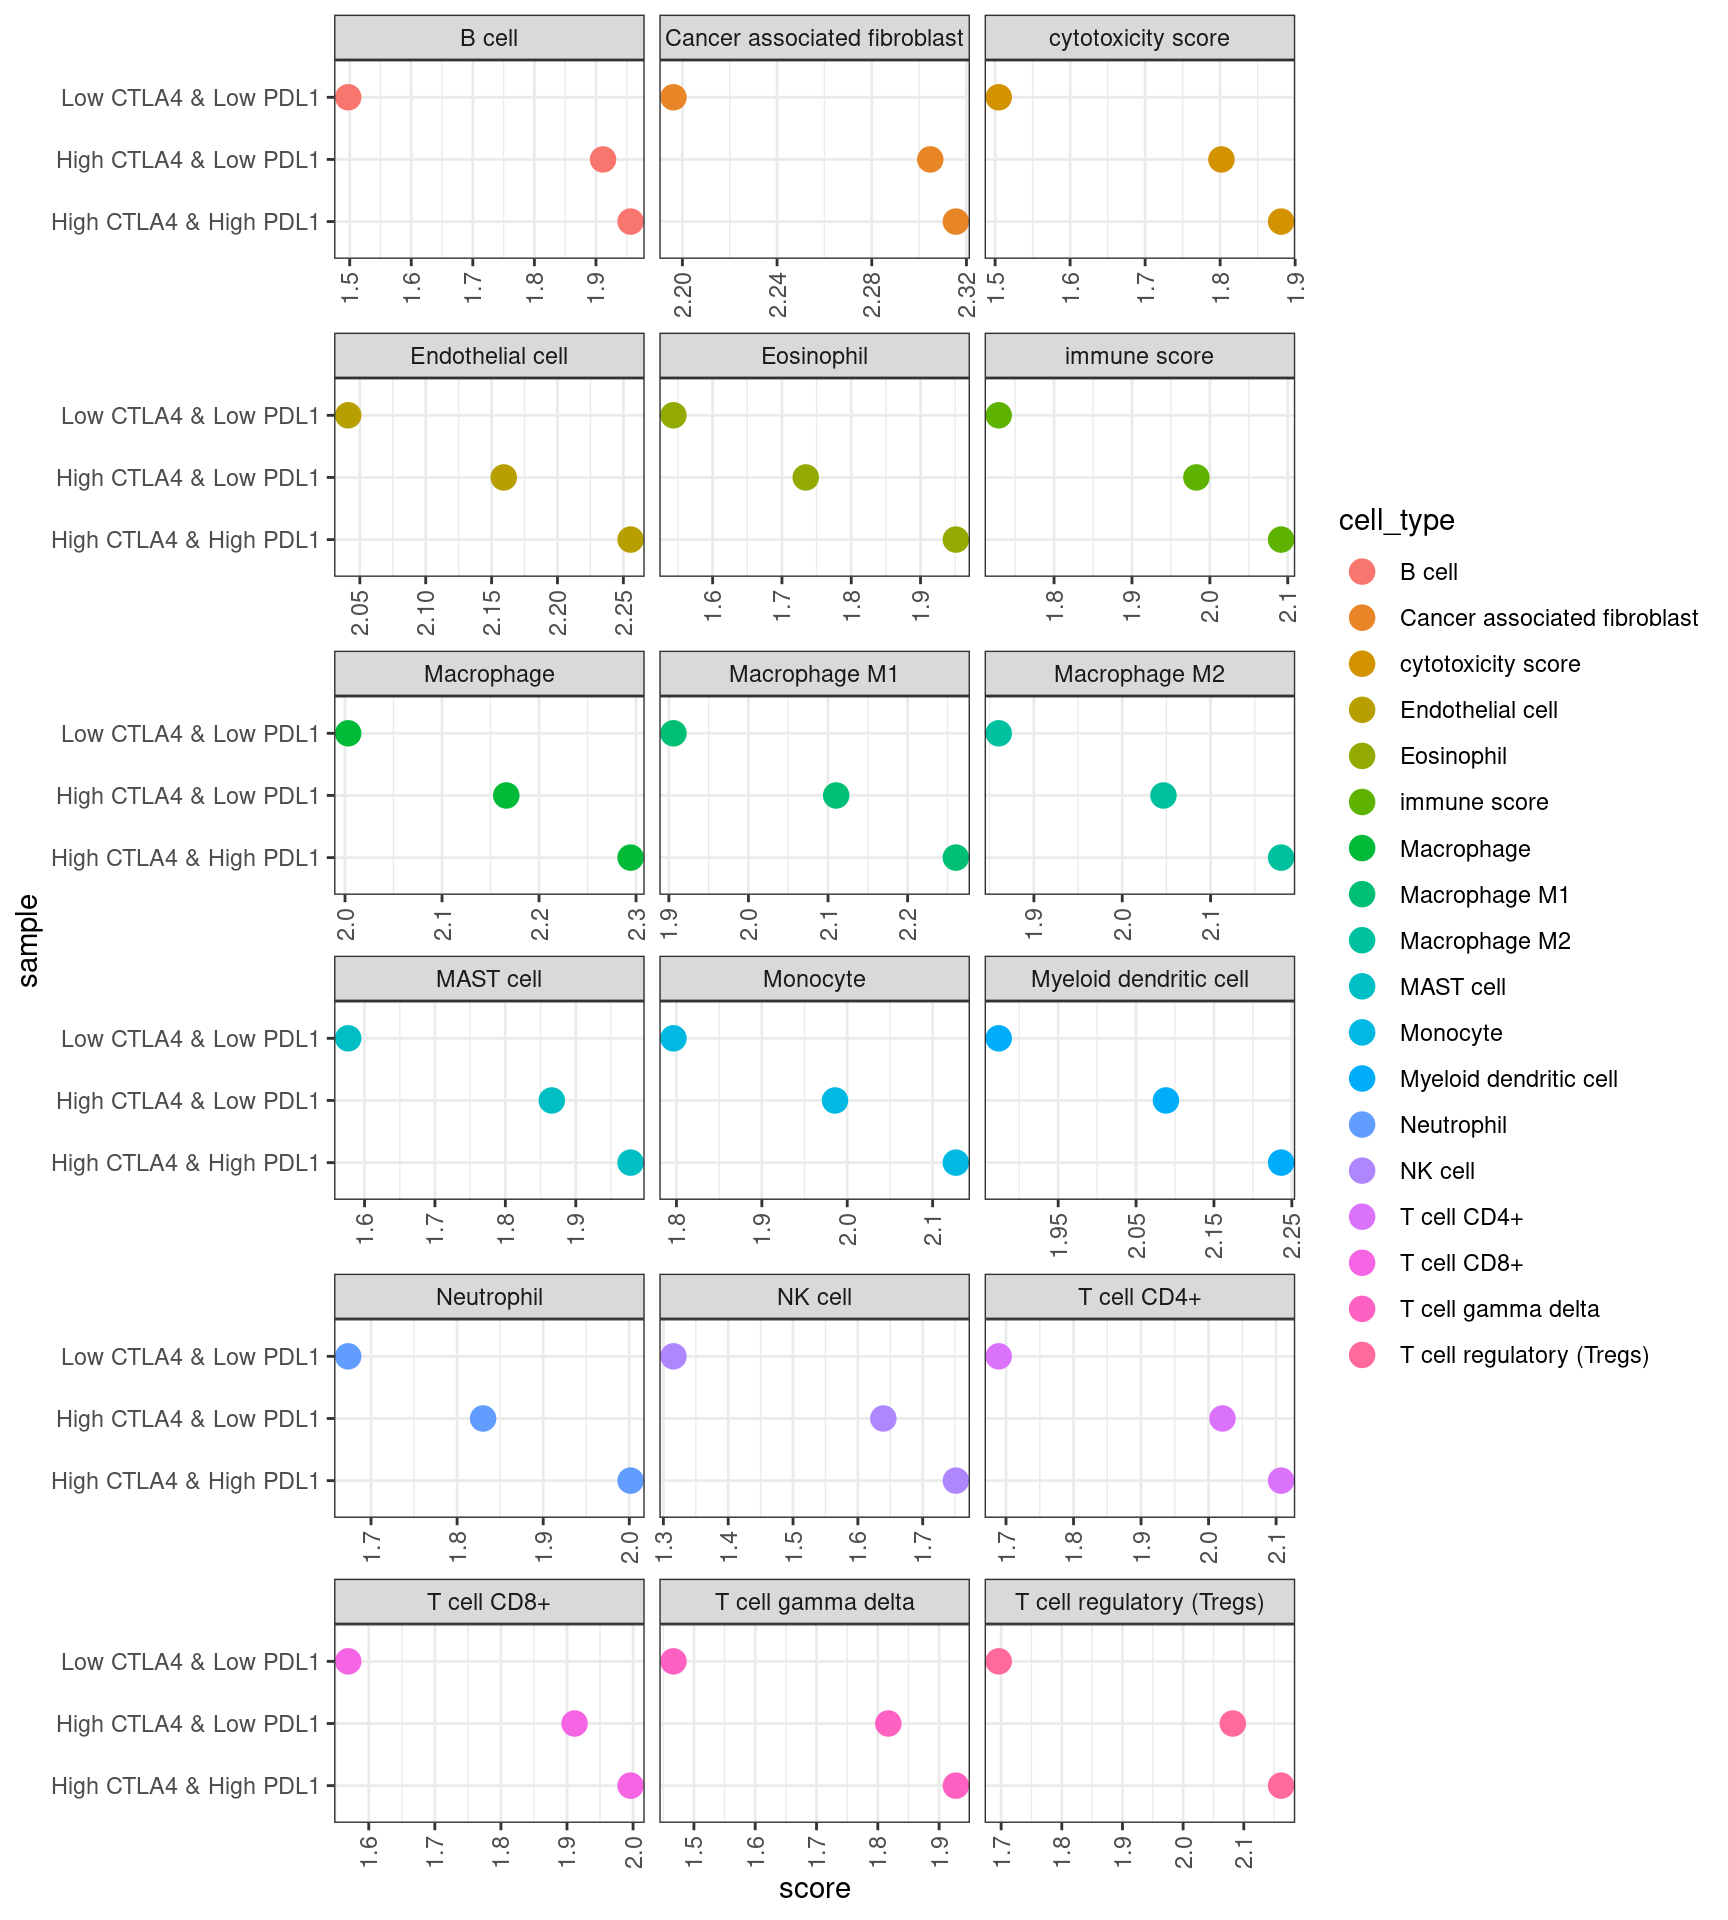 B cell
Cancer associated fibroblast
cytotoxicity score
Low CTLA4 & Low PDL1
High CTLA4 & Low PDL1
High CTLA4 & High PDL1
1.5 1.6 1.7 1.8 1.9
2.20 2.24 2.28 2.32
1.5 1.6 1.7 1.8 1.9
Endothelial cell
Eosinophil
immune score
Low CTLA4 & Low PDL1
High CTLA4 & Low PDL1
High CTLA4 & High PDL1
2.05 2.10 2.15 2.20 2.25
1.6 1.7 1.8 1.9
1.8 1.9 2.0 2.1
Macrophage
Macrophage M1
Macrophage M2
Low CTLA4 & Low PDL1
High CTLA4 & Low PDL1
High CTLA4 & High PDL1
2.0 2.1 2.2 2.3
1.9 2.0 2.1 2.2
1.9 2.0 2.1
MAST cell
Monocyte
Myeloid dendritic cell
Low CTLA4 & Low PDL1
High CTLA4 & Low PDL1
High CTLA4 & High PDL1
1.6 1.7 1.8 1.9
1.8 1.9 2.0 2.1
1.95 2.05 2.15 2.25
Neutrophil
NK cell
T cell CD4+
Low CTLA4 & Low PDL1
High CTLA4 & Low PDL1
High CTLA4 & High PDL1
1.7 1.8 1.9 2.0
1.3 1.4 1.5 1.6 1.7
1.7 1.8 1.9 2.0 2.1
T cell CD8+
T cell gamma delta
T cell regulatory (Tregs)
Low CTLA4 & Low PDL1
High CTLA4 & Low PDL1
High CTLA4 & High PDL1
1.6 1.7 1.8 1.9 2.0
1.5 1.6 1.7 1.8 1.9
1.7 1.8 1.9 2.0 2.1
score
sample
cell_type
B cell
Cancer associated fibroblast
cytotoxicity score
Endothelial cell
Eosinophil
immune score
Macrophage
Macrophage M1
Macrophage M2
MAST cell
Monocyte
Myeloid dendritic cell
Neutrophil
NK cell
T cell CD4+
T cell CD8+
T cell gamma delta
T cell regulatory (Tregs)